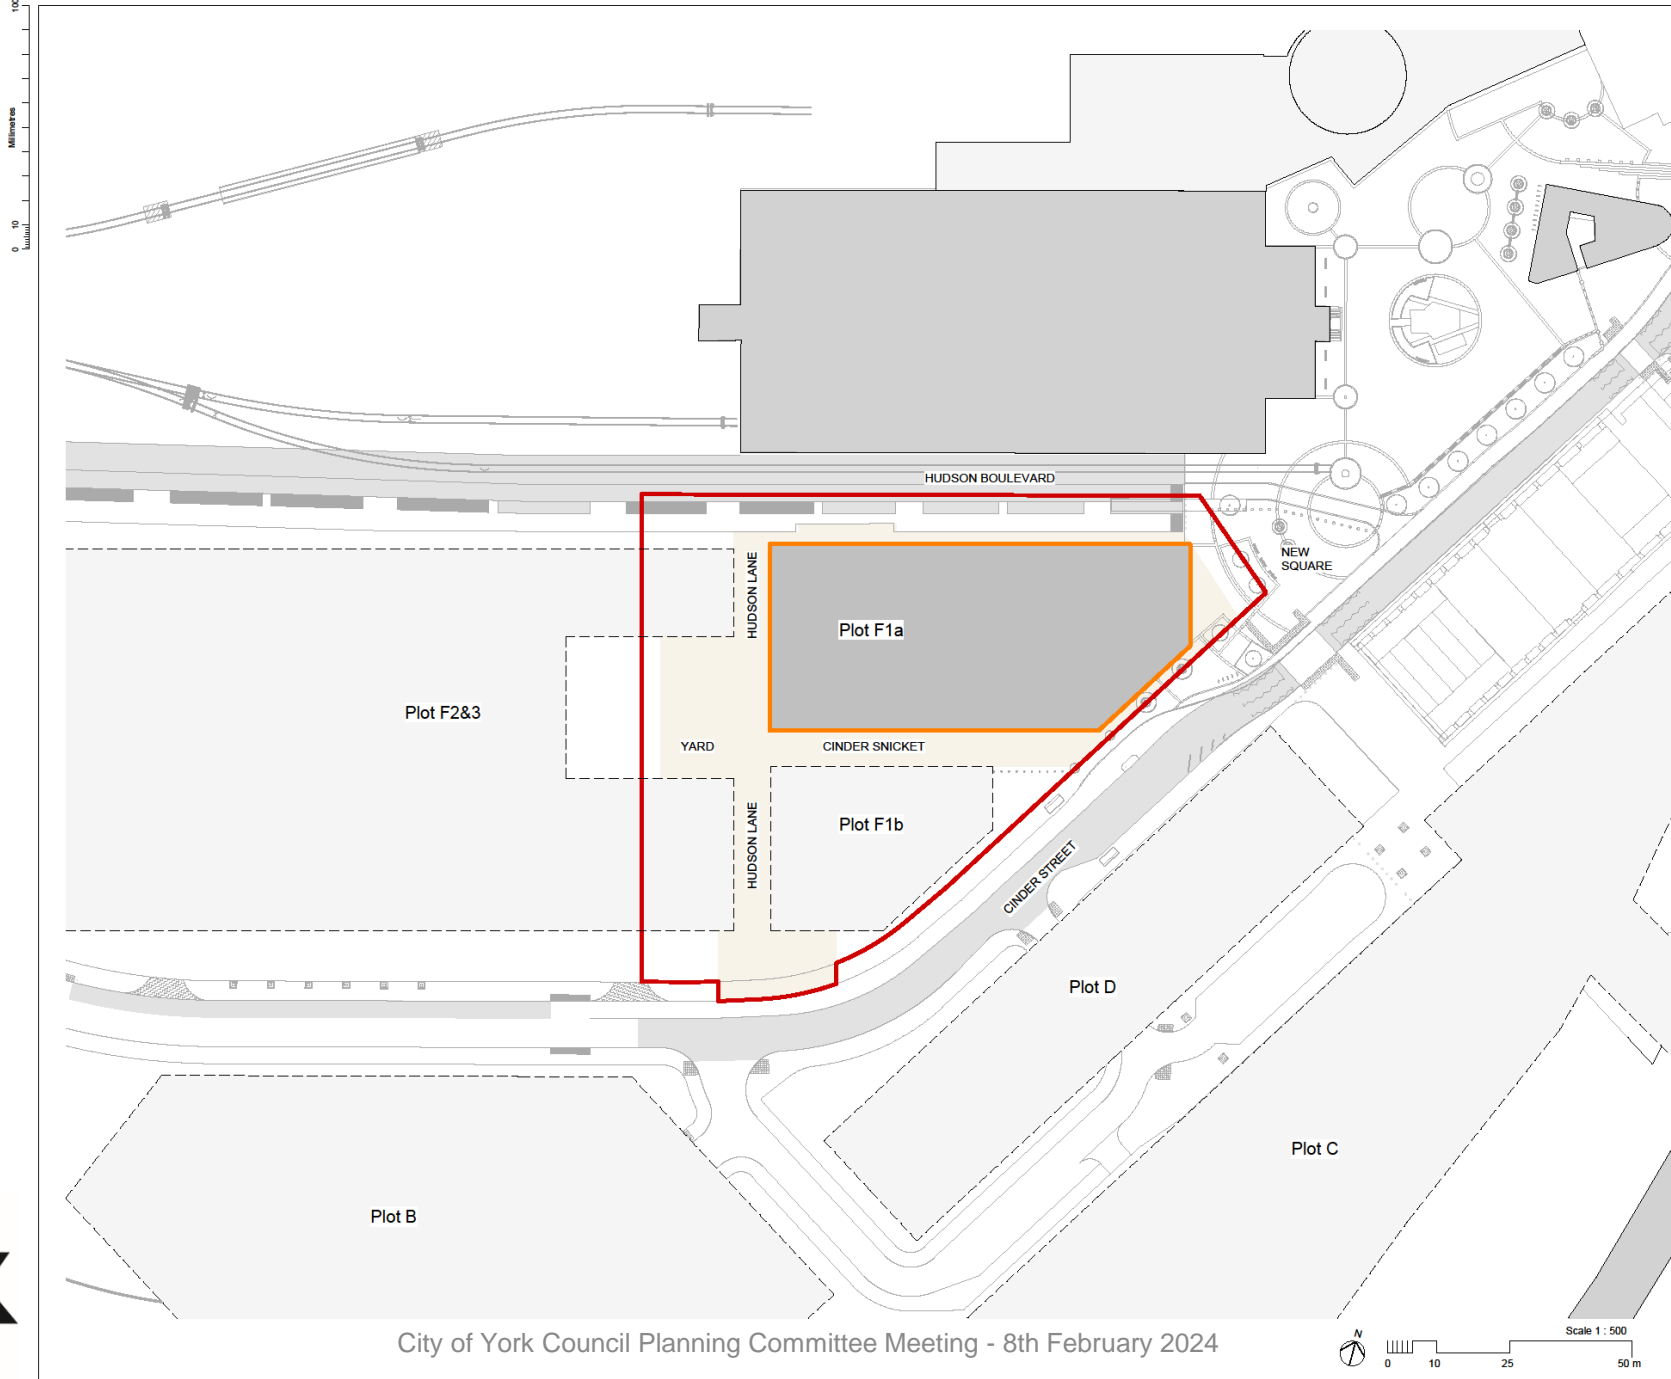 100
Millimetres
10
0
HUDSON BOULEVARD
HUDSON LANE
NEW
SQUARE
Plot F1a
Plot F2&3
YARD
CINDER SNICKET
HUDSON LANE
Plot F1b
CINDER STREET
Plot D
Plot C
Plot B
City of York Council Planning Committee Meeting - 8th February 2024
N
Scale 1 : 500
0 10 25 50 m